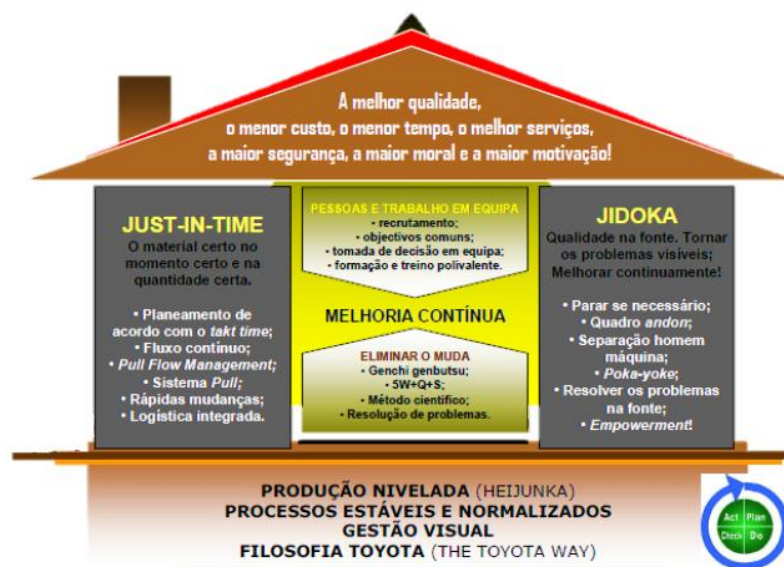 A melhor qualidade,
o menor custo, o menor tempo, o melhor serviços,
a maior segurança, a maior moral e a maior motivação!
JUST-IN-TIME
O material certo no
momento certo e na
quantidade certa.
• Planeamento de
acordo com o takt time;
• Fluxo contínuo;
• Pull Flow Management;
• Sistema Pull;
• Rápidas mudanças;
• Logística integrada.
PESSOAS E TRABALHO EM EQUIPA
• recrutamento;
• objectivos comuns;
• tomada de decisão em equipa;
• formação e treino polivalente.
MELHORIA CONTÍNUA
ELIMINAR O MUDA
• Genchi genbutsu;
• 5W+Q+S;
• Método científico;
• Resolução de problemas.
JIDOKA
Qualidade na fonte. Tornar
os problemas visíveis;
Melhorar continuamente!
• Parar se necessário;
• Quadro andon;
• Separação homem
máquina;
• Poka-yoke;
• Resolver os problemas
na fonte;
• Empowerment!
PRODUÇÃO NIVELADA (HEIJUNKA)
PROCESSOS ESTÁVEIS E NORMALIZADOS
GESTÃO VISUAL
FILOSOFIA TOYOTA (THE TOYOTA WAY)
Act Plan
Check Do